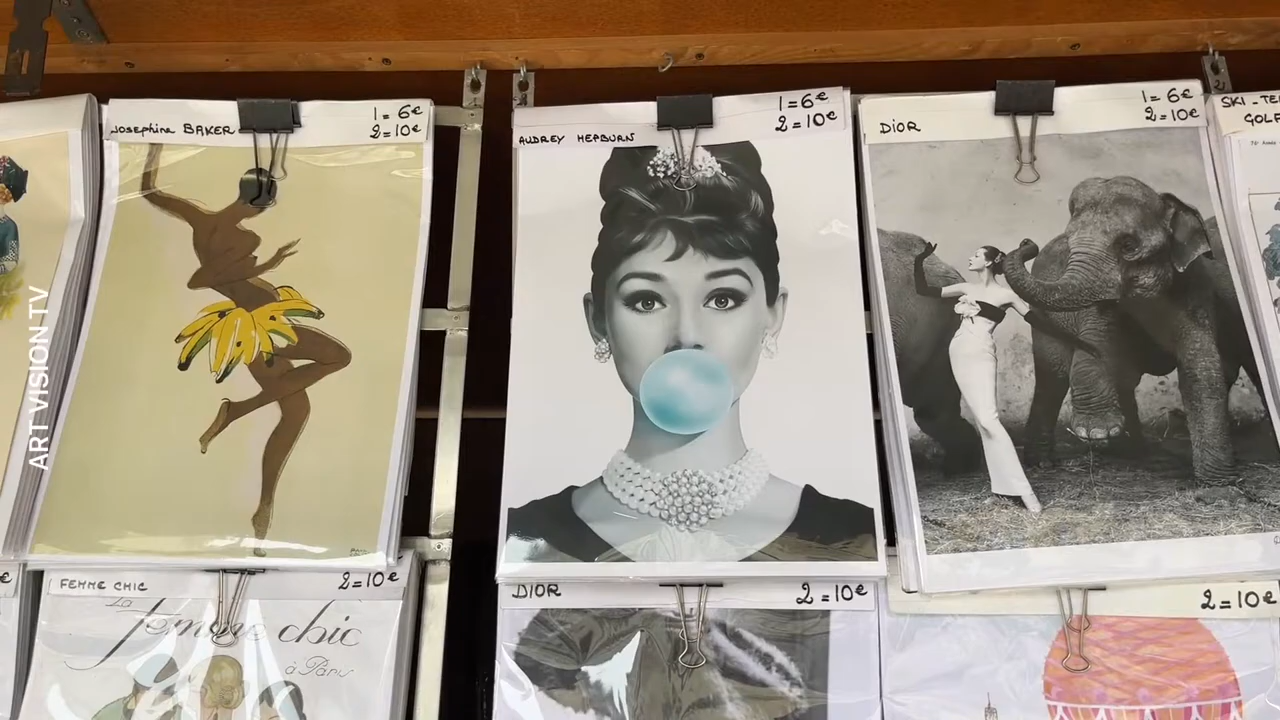 Josephine BAKER
1=6€
2=10€
AUDREY HEPBURN
1=6€
2=10€
DIOR
1=6€
2=10€
SKI-TE
GOLF
ART VISION TV
FEMME CHIC
2=10€
La
femme chic
à Paris
DIOR
2=10€
2=10€